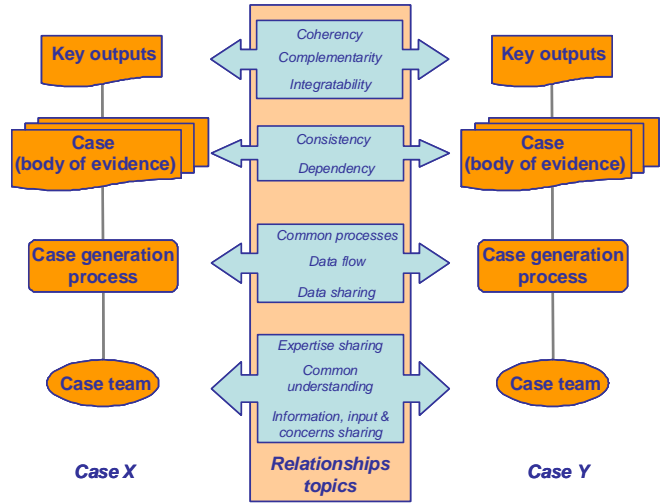 Key outputs
Case
(body of evidence)
Case generation
process
Case team
Case X
Coherency
Complementarity
Integratability
Consistency
Dependency
Common processes
Data flow
Data sharing
Expertise sharing
Common
understanding
Information, input &
concerns sharing
Relationships
topics
Key outputs
Case
(body of evidence)
Case generation
process
Case team
Case Y